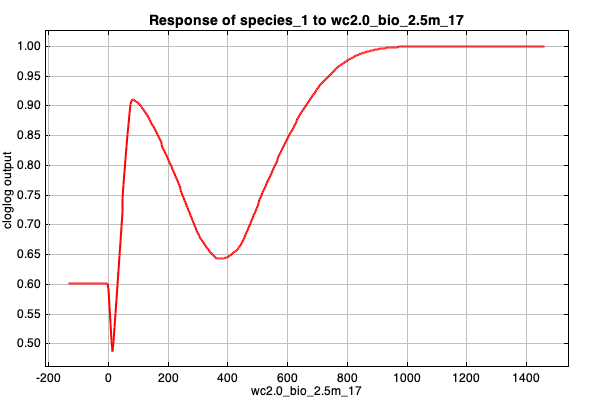 Response of species_1 to wc2.0_bio_2.5m_17
1.00
0.95
0.90
0.85
0.80
0.75
0.70
0.65
0.60
0.55
0.50
cloglog output
-200 0 200 400 600 800 1000 1200 1400
wc2.0_bio_2.5m_17